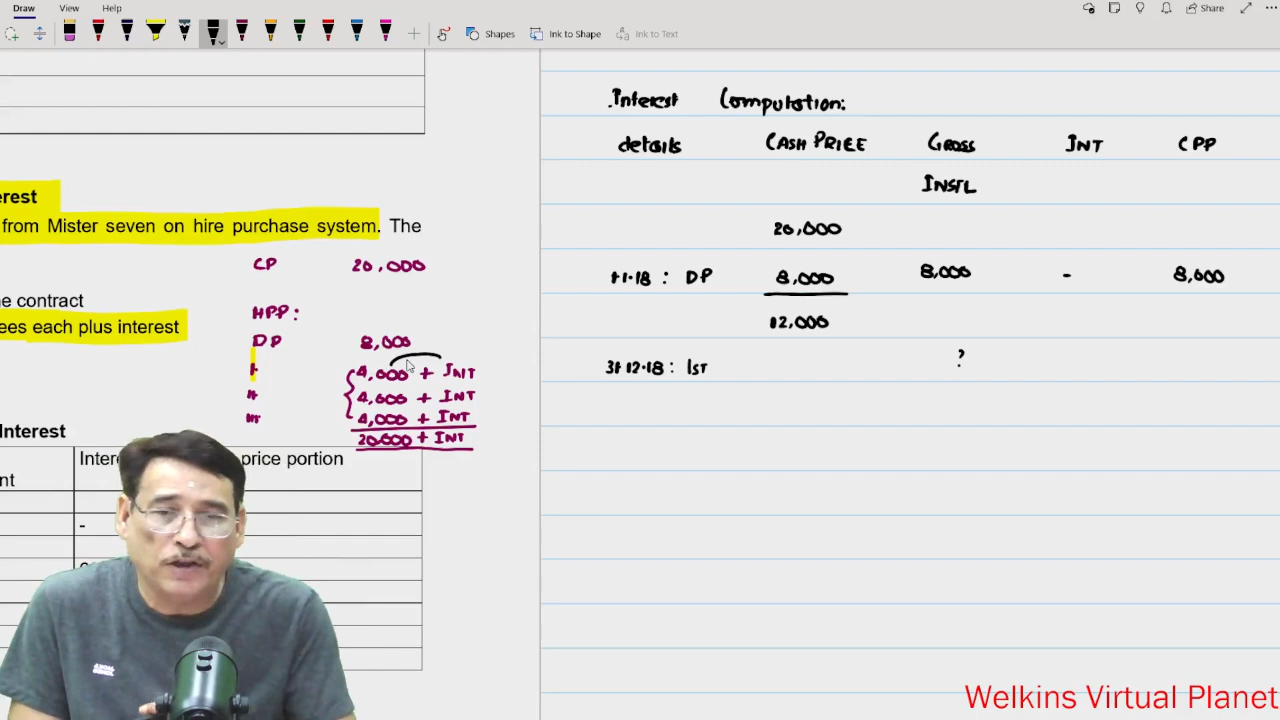 Draw View Help
Share
Shapes Ink to Shape Ink to Text
erest
from Mister seven on hire purchase system. The
CP 20,000
ne contract
HPP:
ees each plus interest
DP 8,000
I 4,000 + INT
II 4,000 + INT
III 4,000 + INT
20,000 + INT
Interest
price portion
nt
-
Interest Computation:
details CASH PRICE GROSS INT CPP
INSTL
20,000
1·1·18 : DP 8,000 8,000 - 8,000
12,000
31·12·18 : IST ?
Welkins Virtual Planet